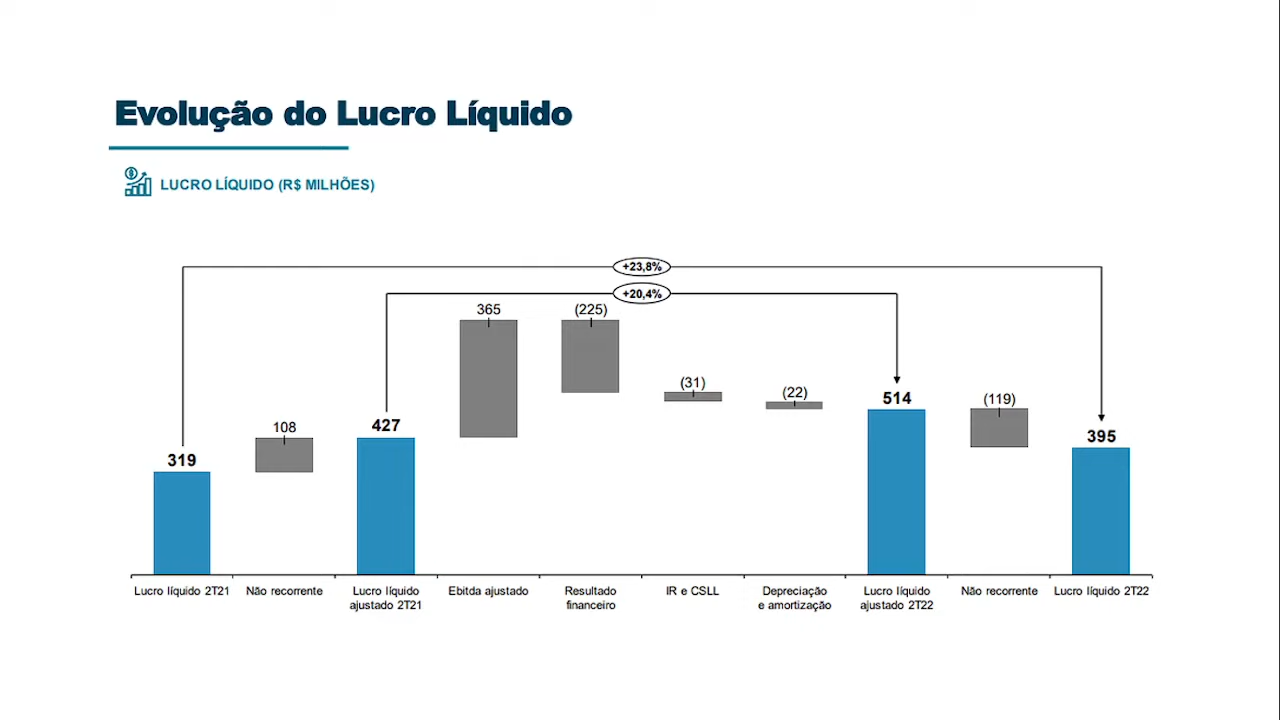 Evolução do Lucro Líquido
LUCRO LÍQUIDO (R$ MILHÕES)
+23,8%
+20,4%
365
(225)
(31)
(22)
514
(119)
108
427
395
319
Lucro líquido 2T21
Não recorrente
Lucro líquido
ajustado 2T21
Ebitda ajustado
Resultado
financeiro
IR e CSLL
Depreciação
e amortização
Lucro líquido
ajustado 2T22
Não recorrente
Lucro líquido 2T22